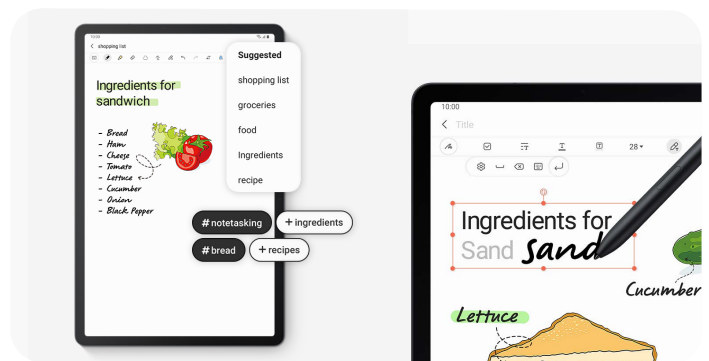 10:00
shopping list
Ingredients for
sandwich
- Bread
- Ham
- Cheese
- Tomato
- Lettuce
- Cucumber
- Onion
- Black Pepper
Suggested
shopping list
groceries
food
Ingredients
recipe
#notetasking
+ingredients
#bread
+recipes
10:00
Title
28
Ingredients for
Sand sand
Cucumber
Lettuce